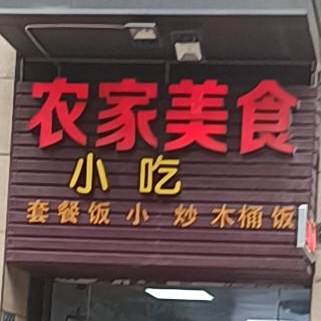 农家美食
小吃
套餐饭 小炒 木桶饭